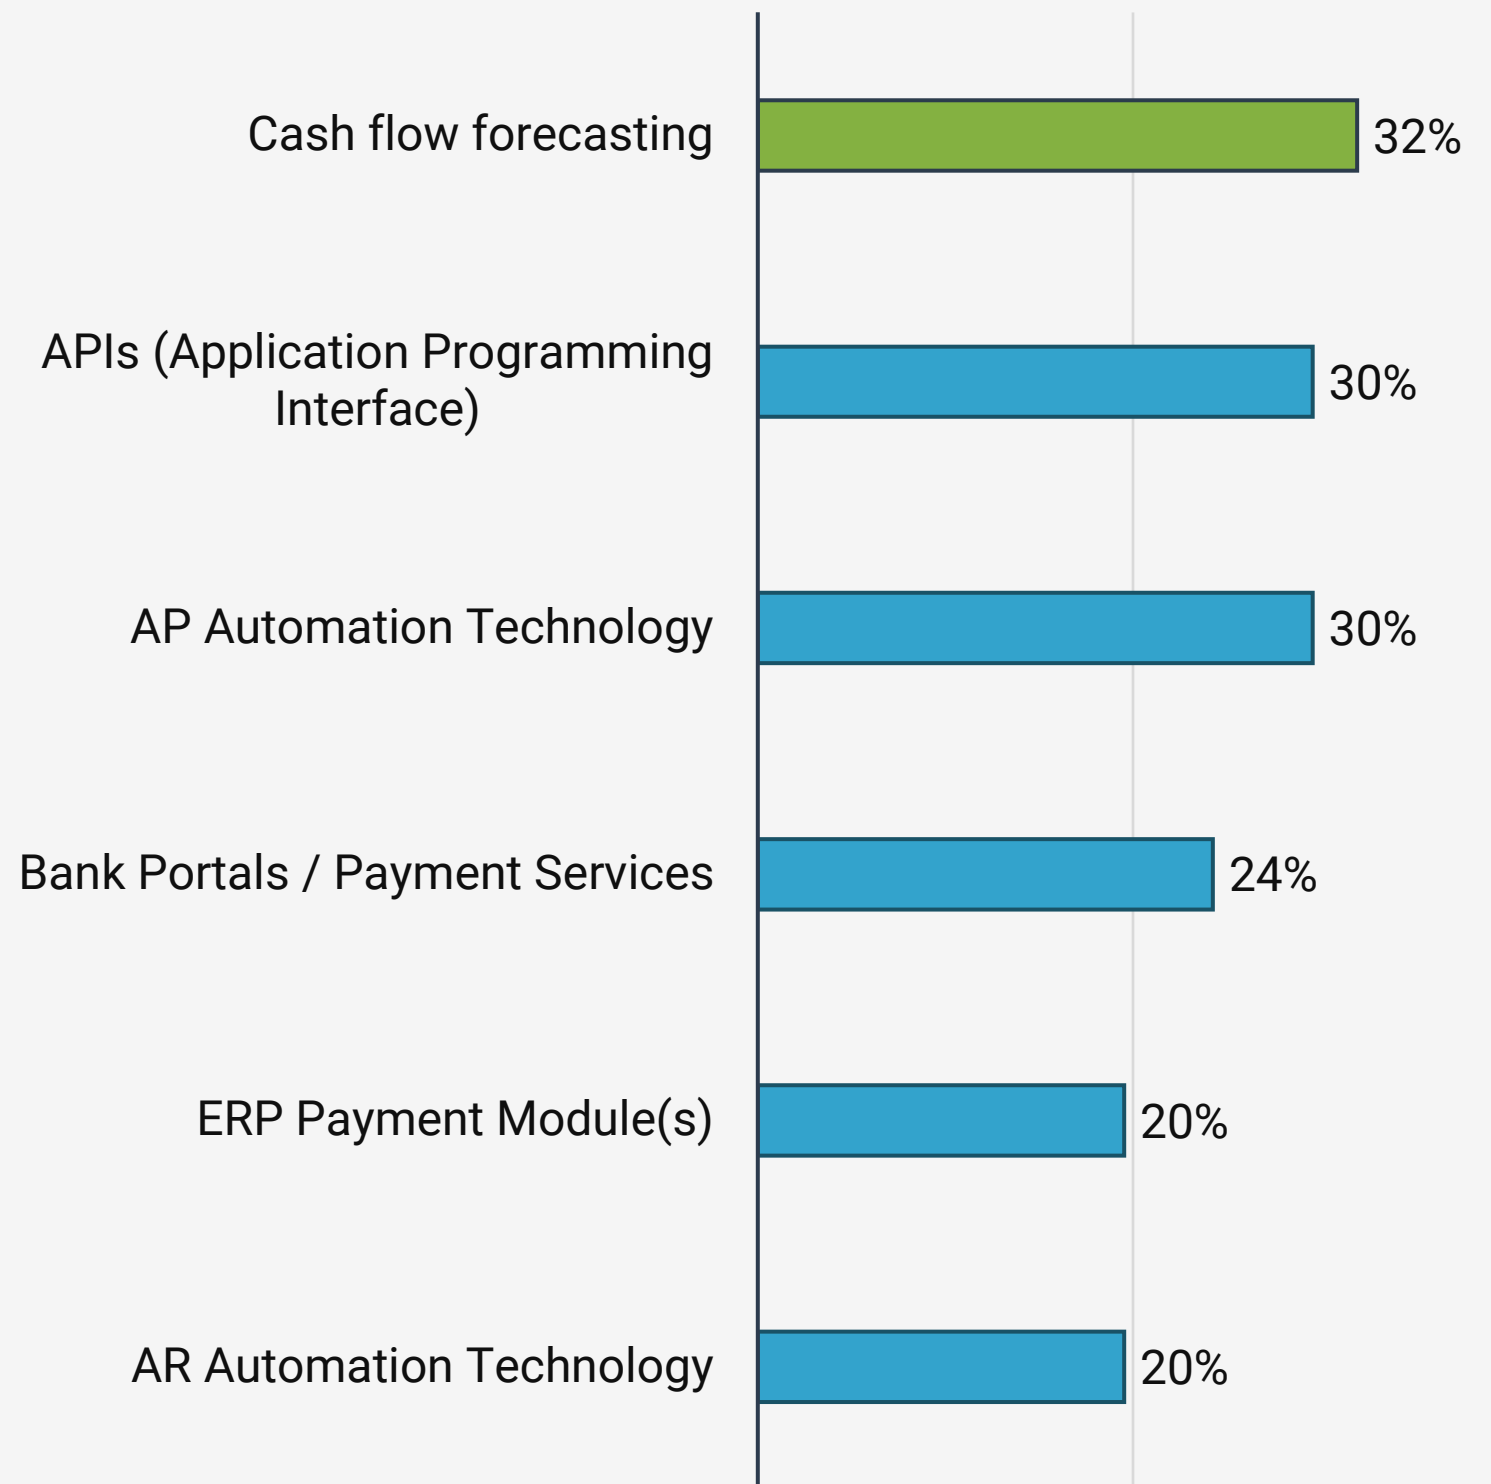 Cash flow forecasting
32%
APIs (Application Programming
Interface)
30%
AP Automation Technology
30%
Bank Portals / Payment Services
24%
ERP Payment Module(s)
20%
AR Automation Technology
20%